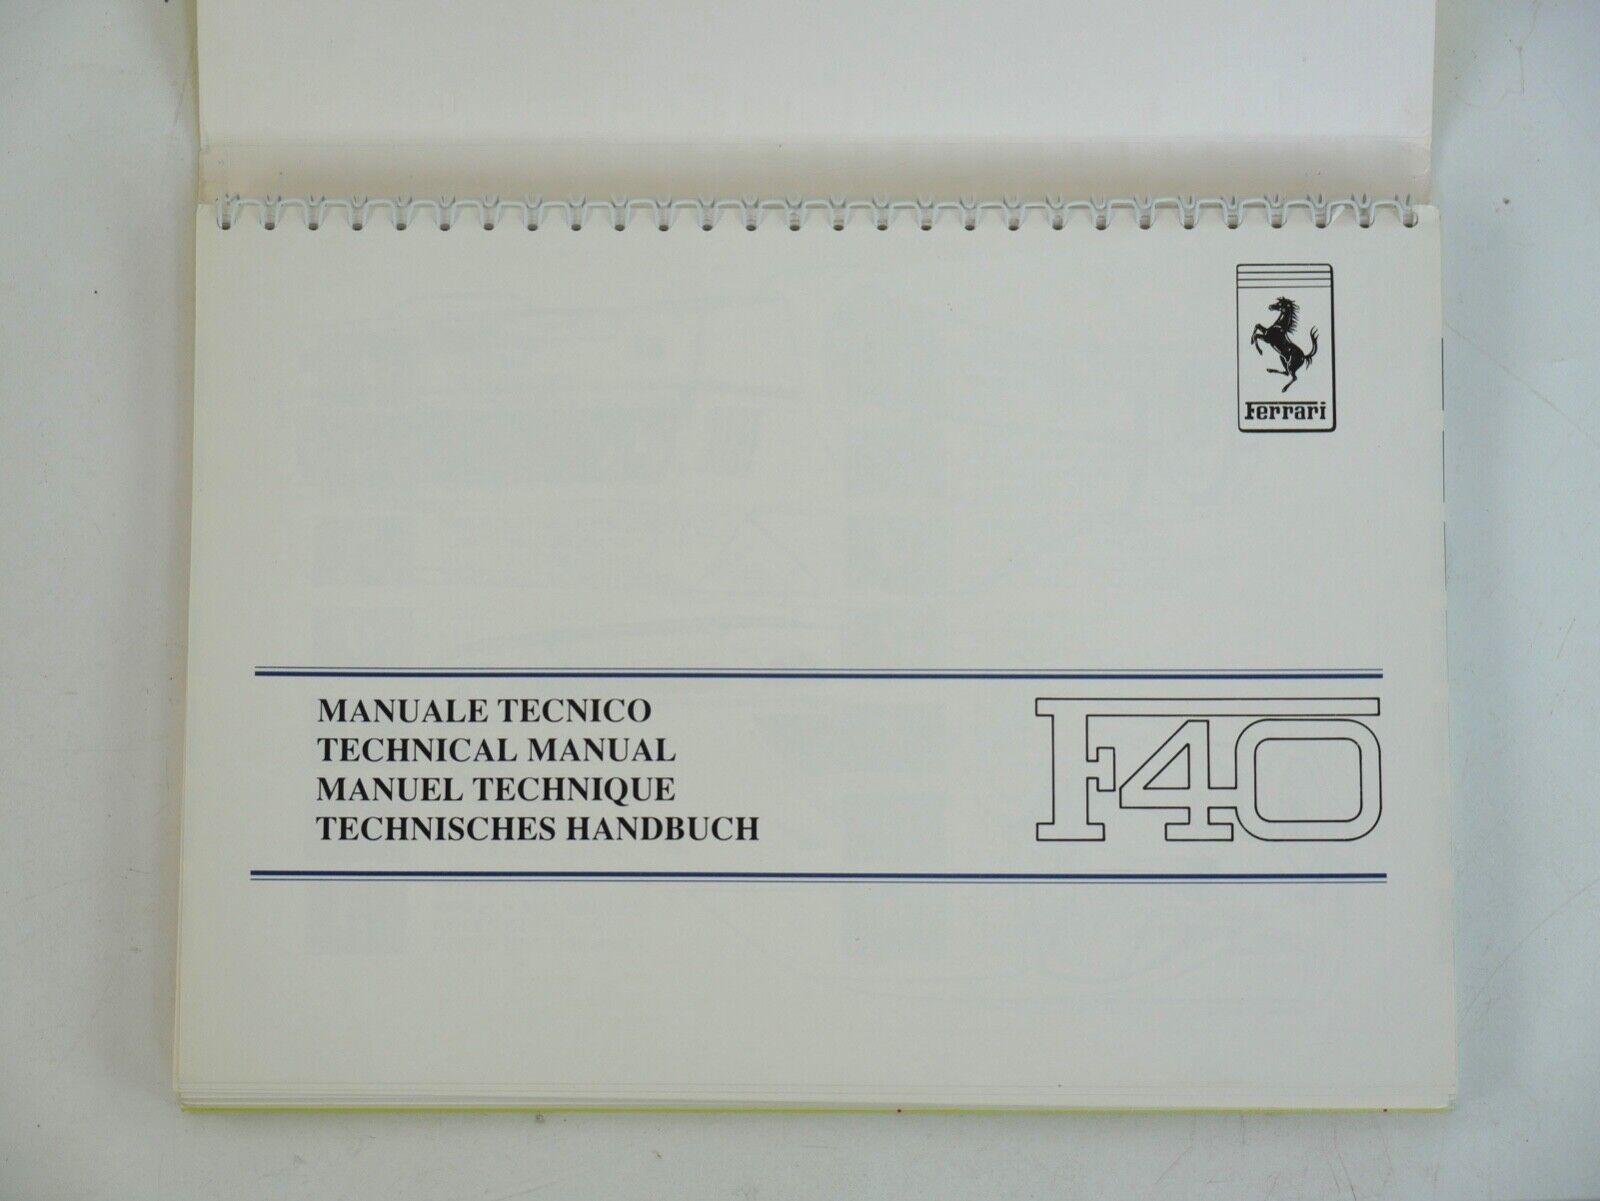 Ferrari
MANUALE TECNICO
TECHNICAL MANUAL
MANUEL TECHNIQUE
TECHNISCHES HANDBUCH
F40